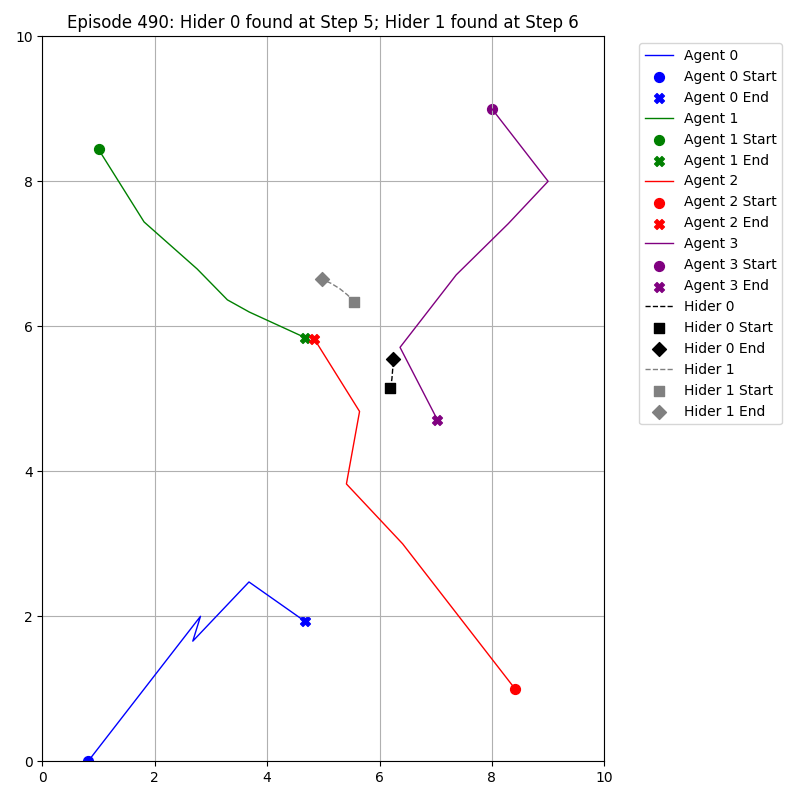 Episode 490: Hider 0 found at Step 5; Hider 1 found at Step 6
10
8
6
4
2
0
0 2 4 6 8 10
Agent 0
Agent 0 Start
Agent 0 End
Agent 1
Agent 1 Start
Agent 1 End
Agent 2
Agent 2 Start
Agent 2 End
Agent 3
Agent 3 Start
Agent 3 End
Hider 0
Hider 0 Start
Hider 0 End
Hider 1
Hider 1 Start
Hider 1 End